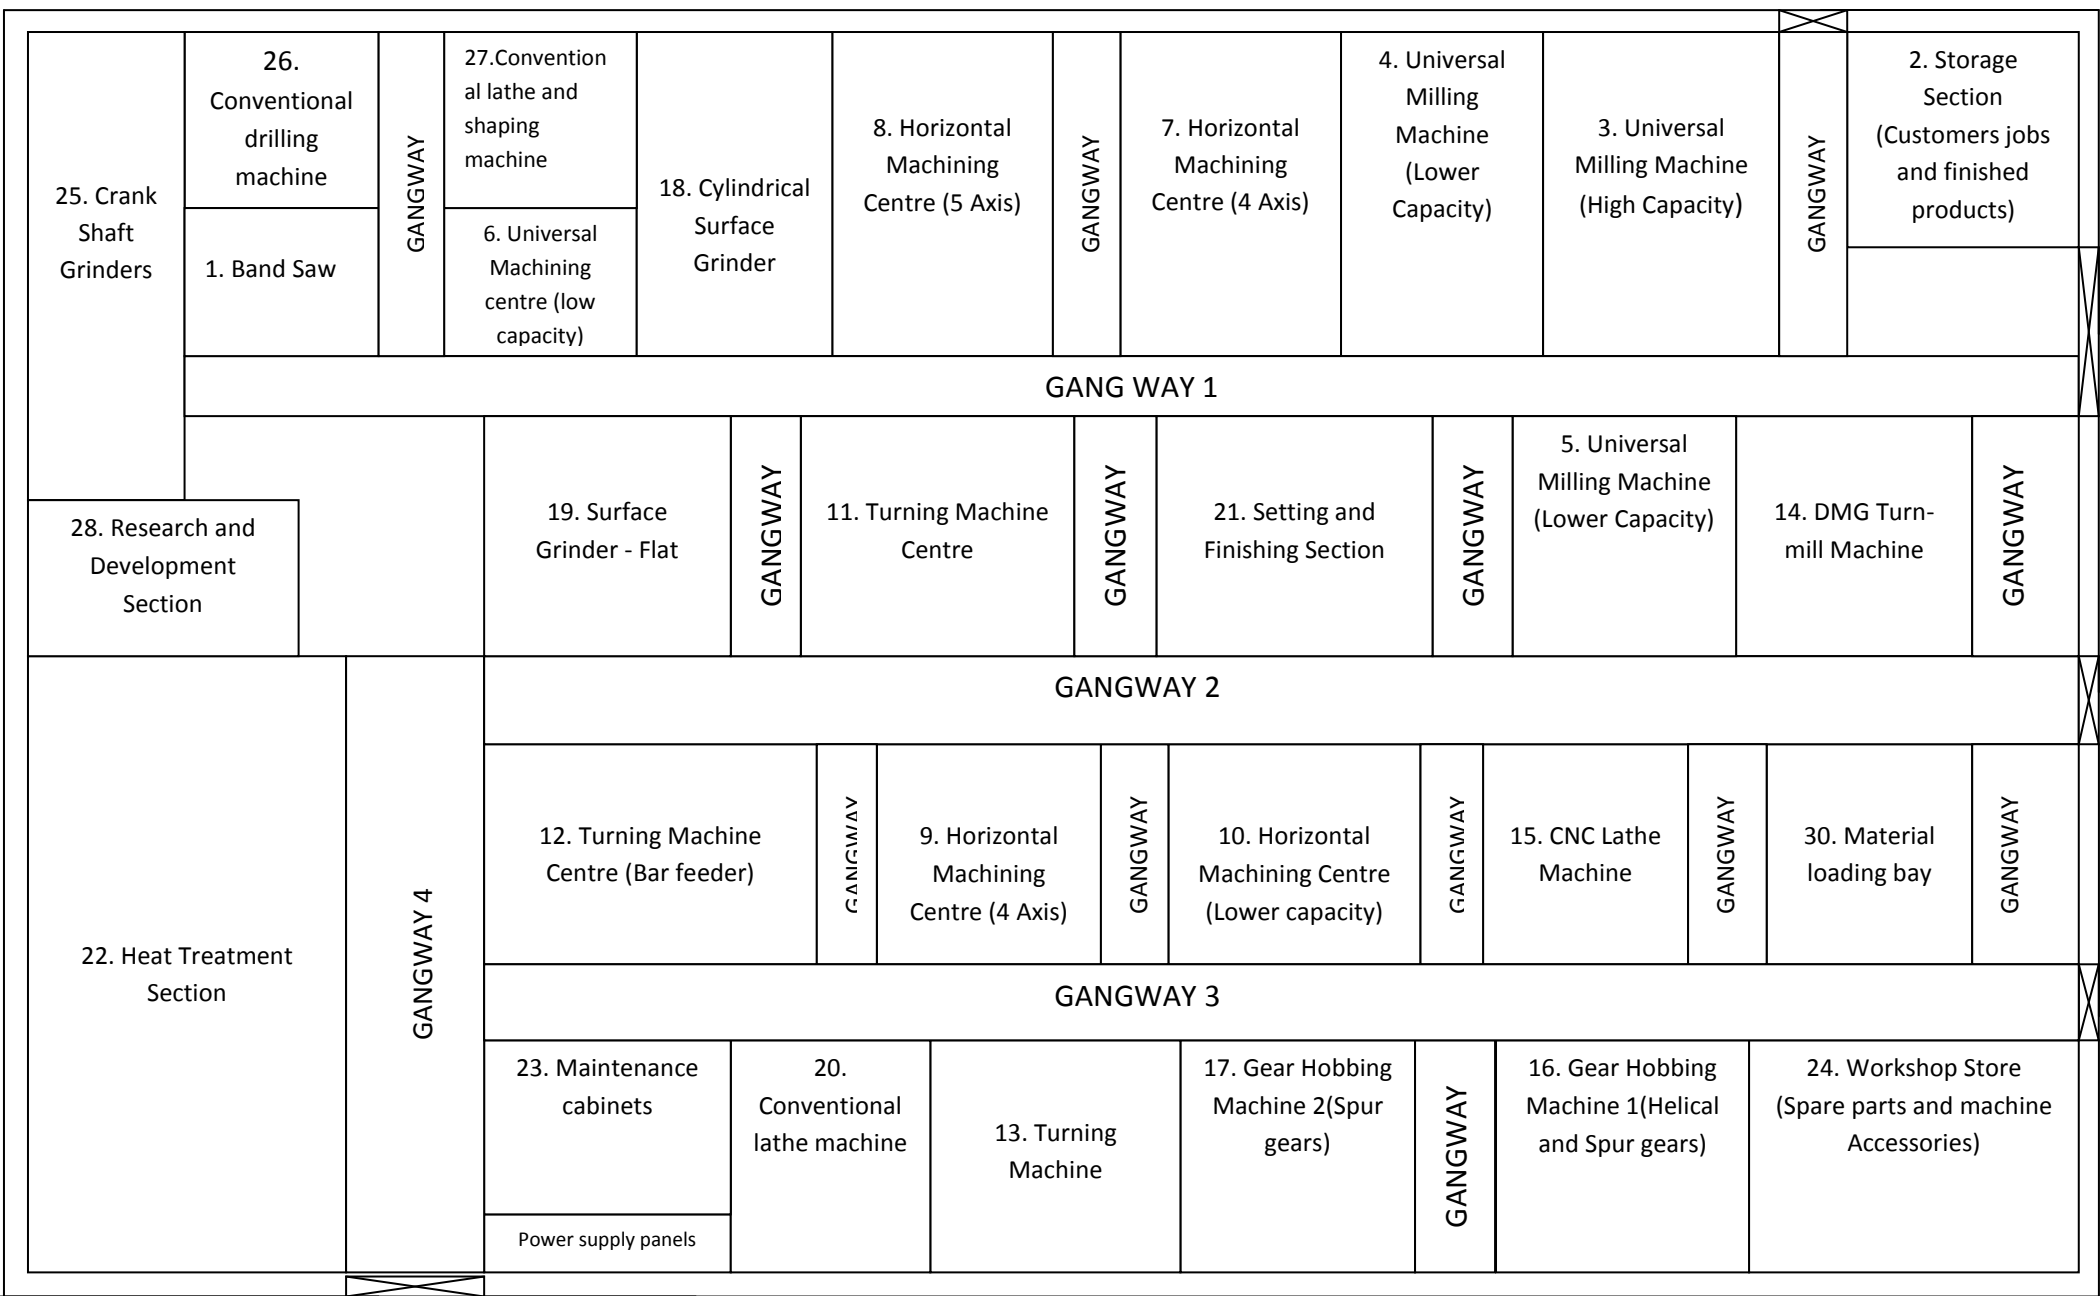 26.
Conventional
drilling
machine
25. Crank
Shaft
Grinders
1. Band Saw
GANGWAY
27.Convention
al lathe and
shaping
machine
6. Universal
Machining
centre (low
capacity)
18. Cylindrical
Surface
Grinder
8. Horizontal
Machining
Centre (5 Axis)
GANGWAY
7. Horizontal
Machining
Centre (4 Axis)
4. Universal
Milling
Machine
(Lower
Capacity)
3. Universal
Milling Machine
(High Capacity)
GANGWAY
2. Storage
Section
(Customers jobs
and finished
products)
GANG WAY 1
28. Research and
Development
Section
19. Surface
Grinder - Flat
GANGWAY
11. Turning Machine
Centre
GANGWAY
21. Setting and
Finishing Section
GANGWAY
5. Universal
Milling Machine
(Lower Capacity)
14. DMG Turn-
mill Machine
GANGWAY
GANGWAY 2
22. Heat Treatment
Section
GANGWAY 4
12. Turning Machine
Centre (Bar feeder)
GANGWAY
9. Horizontal
Machining
Centre (4 Axis)
GANGWAY
10. Horizontal
Machining Centre
(Lower capacity)
GANGWAY
15. CNC Lathe
Machine
GANGWAY
30. Material
loading bay
GANGWAY
GANGWAY 3
23. Maintenance
cabinets
Power supply panels
20.
Conventional
lathe machine
13. Turning
Machine
17. Gear Hobbing
Machine 2(Spur
gears)
GANGWAY
16. Gear Hobbing
Machine 1(Helical
and Spur gears)
24. Workshop Store
(Spare parts and machine
Accessories)